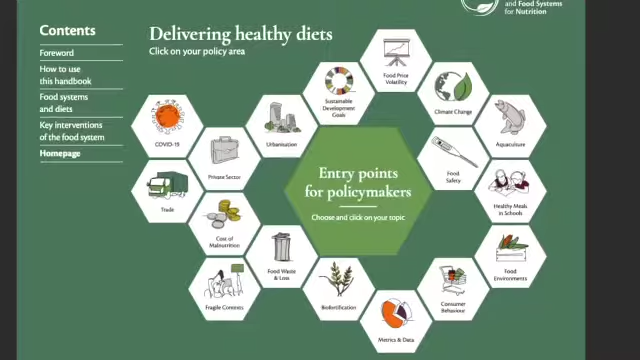 Contents
Foreword
How to use
this handbook
Food systems
and diets
Key interventions
of the food system
Homepage
Delivering healthy diets
Click on your policy area
and Food Systems
for Nutrition
Food Price
Volatility
Sustainable
Development
Goals
Climate Change
COVID-19
Urbanisation
Aquaculture
Private Sector
Food
Safety
Entry points
for policymakers
Choose and click on your topic
Trade
Healthy Meals
in Schools
Cost of
Malnutrition
Food Waste
& Loss
Food
Environments
Fragile Contexts
Biofortification
Consumer
Behaviour
Metrics & Data